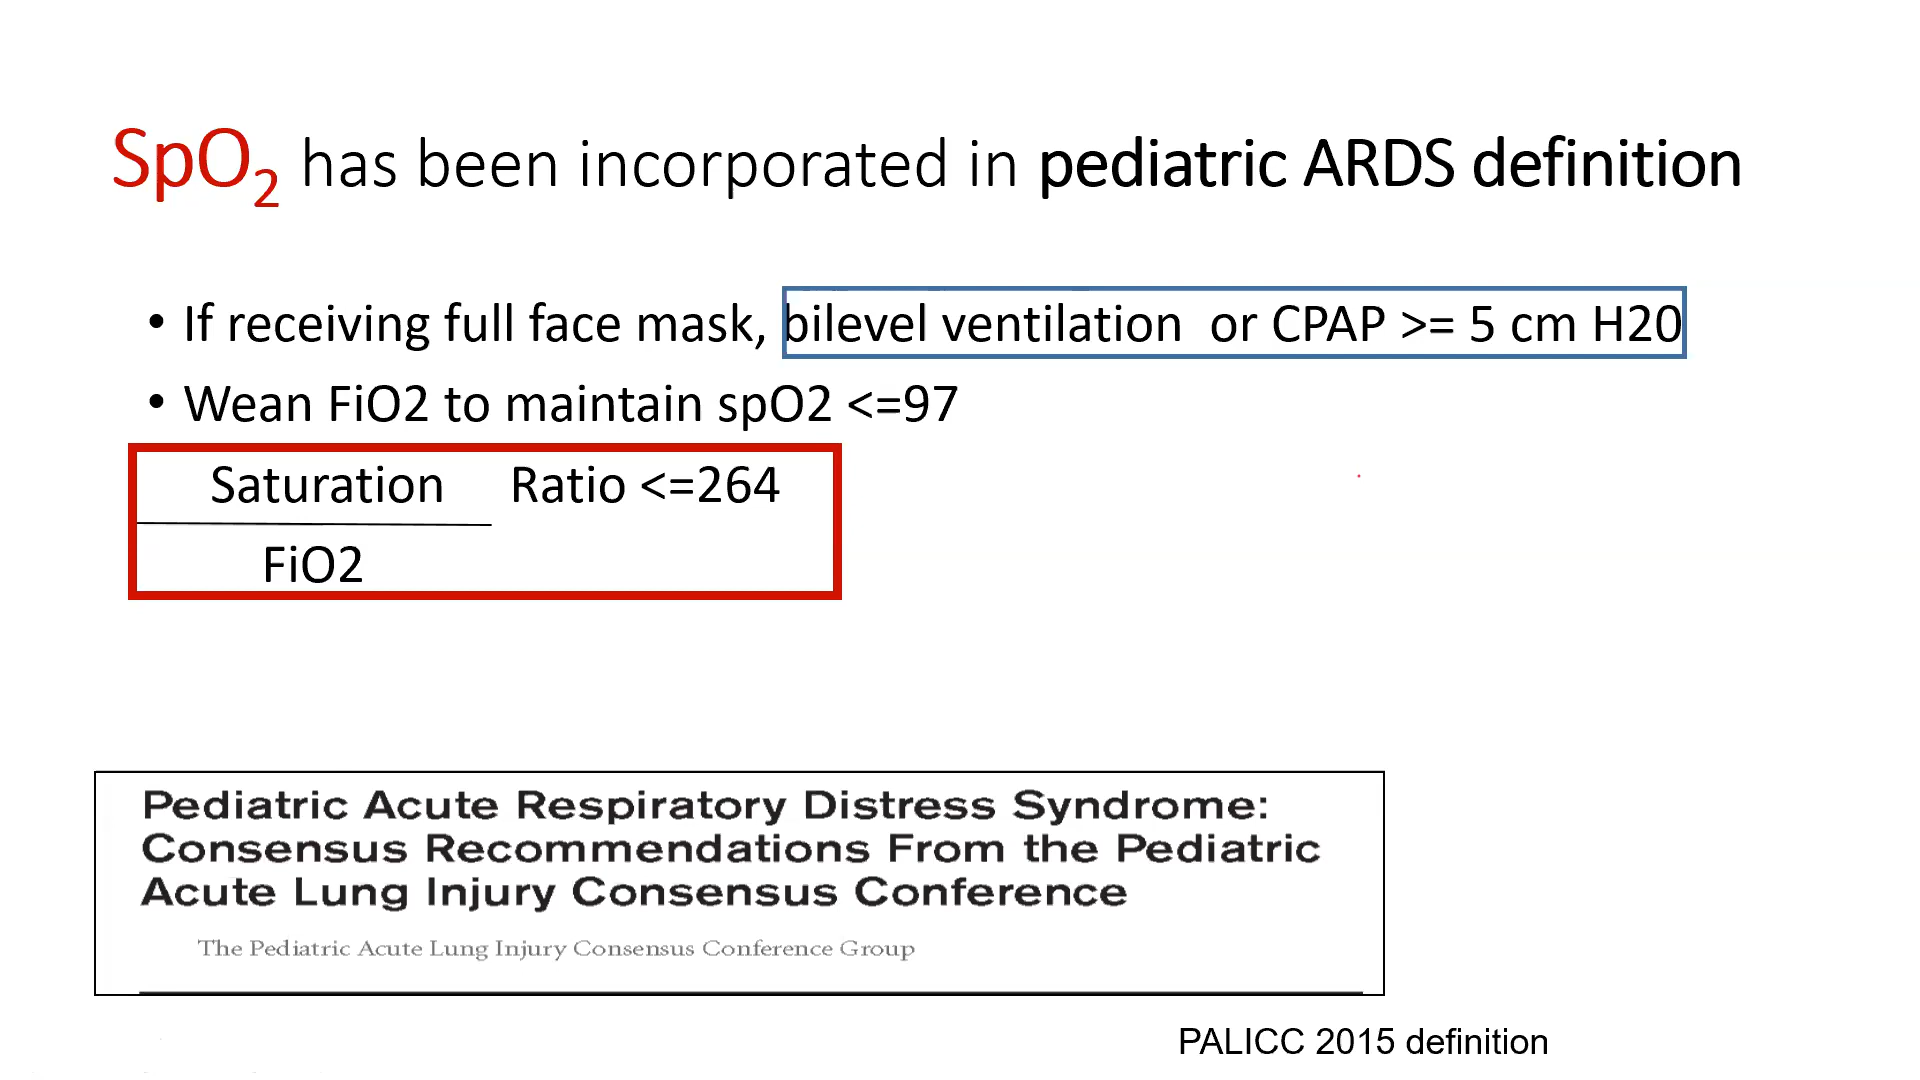 SpO2 has been incorporated in pediatric ARDS definition
• If receiving full face mask, bilevel ventilation or CPAP >= 5 cm H20
• Wean FiO2 to maintain spO2 <=97
Saturation Ratio <=264
FiO2
Pediatric Acute Respiratory Distress Syndrome:
Consensus Recommendations From the Pediatric
Acute Lung Injury Consensus Conference
The Pediatric Acute Lung Injury Consensus Conference Group
PALICC 2015 definition